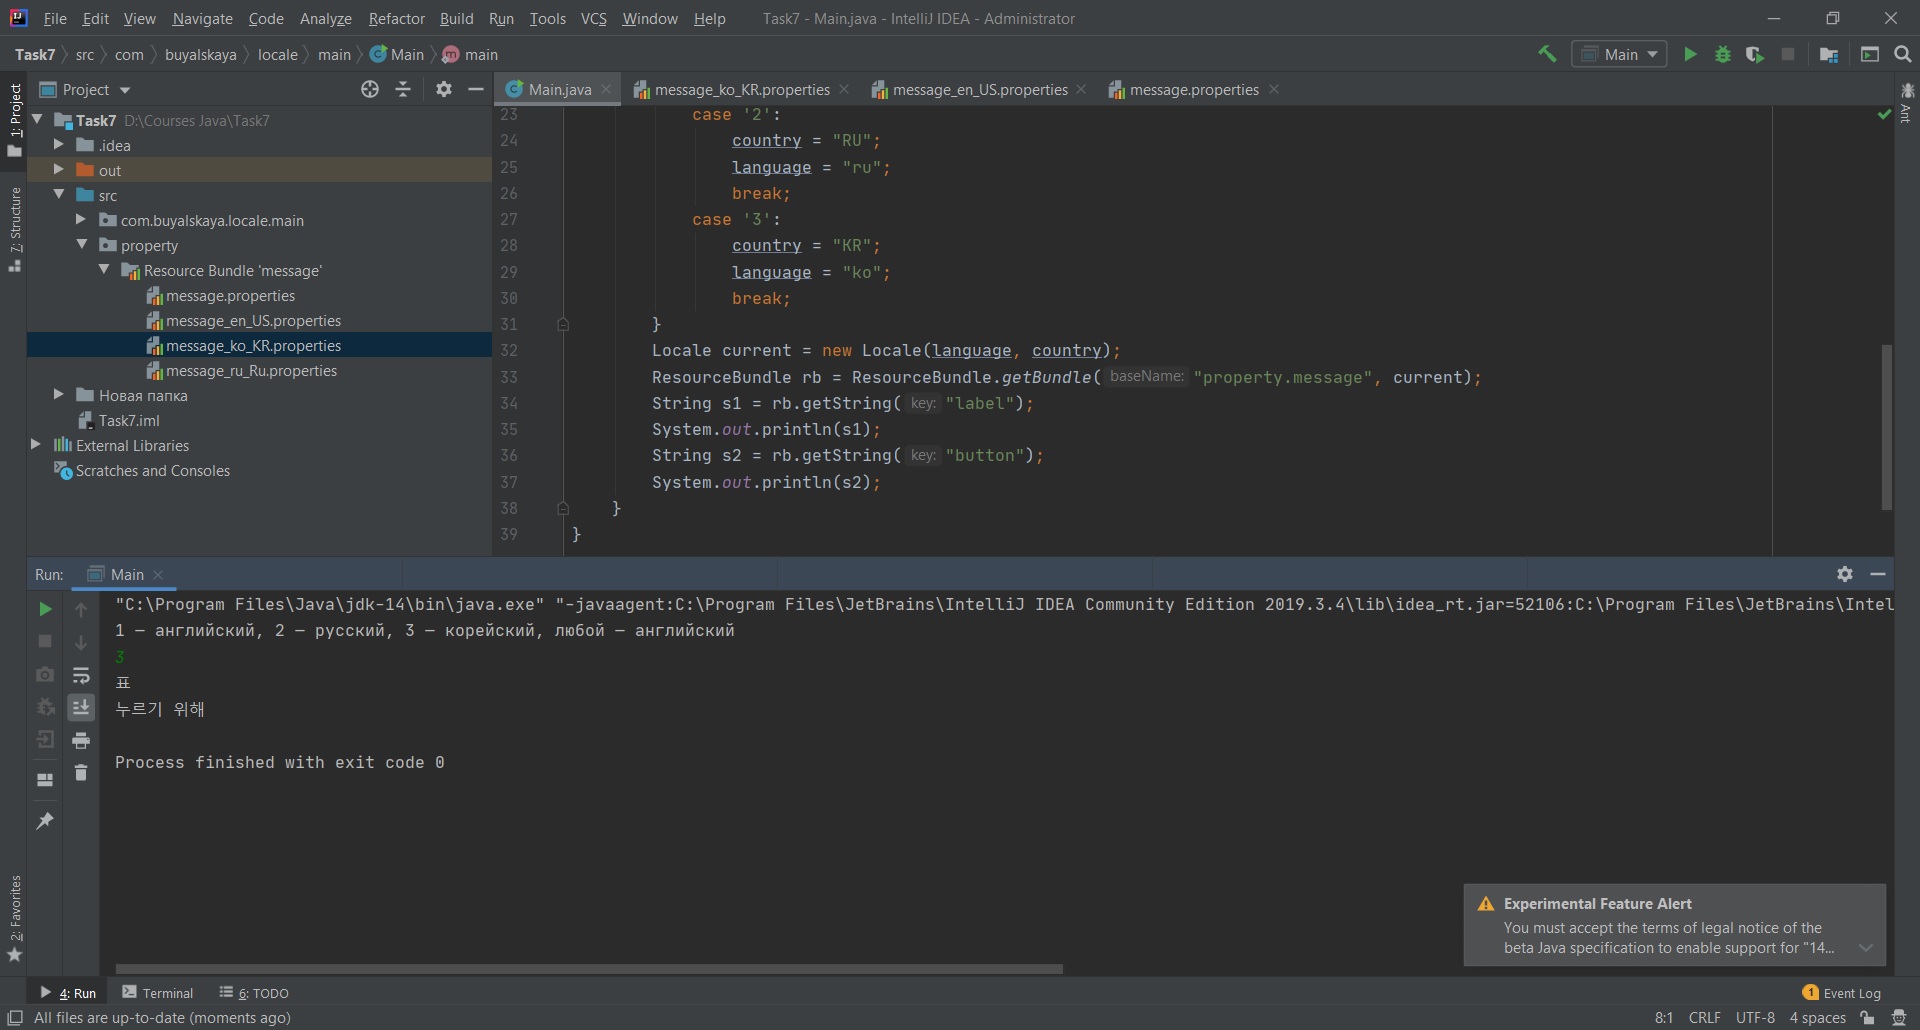 File Edit View Navigate Code Analyze Refactor Build Run Tools VCS Window Help Task7 - Main.java - IntelliJ IDEA - Administrator
Task7 src com buyalskaya locale main Main main Main
Project
Main.java message_ko_KR.properties message_en_US.properties message.properties
1: Project
7: Structure
2: Favorites
Ant
Task7 D:\Courses Java\Task7
.idea
out
src
com.buyalskaya.locale.main
property
Resource Bundle 'message'
message.properties
message_en_US.properties
message_ko_KR.properties
message_ru_Ru.properties
Новая папка
Task7.iml
External Libraries
Scratches and Consoles
23 case '2':
24 country = "RU";
25 language = "ru";
26 break;
27 case '3':
28 country = "KR";
29 language = "ko";
30 break;
31 }
32 Locale current = new Locale(language, country);
33 ResourceBundle rb = ResourceBundle.getBundle( baseName: "property.message", current);
34 String s1 = rb.getString( key: "label");
35 System.out.println(s1);
36 String s2 = rb.getString( key: "button");
37 System.out.println(s2);
38 }
39 }
Run: Main
"C:\Program Files\Java\jdk-14\bin\java.exe" "-javaagent:C:\Program Files\JetBrains\IntelliJ IDEA Community Edition 2019.3.4\lib\idea_rt.jar=52106:C:\Program Files\JetBrains\Intel
1 — английский, 2 — русский, 3 — корейский, любой — английский
3
표
누르기 위해
Process finished with exit code 0
Experimental Feature Alert
You must accept the terms of legal notice of the
beta Java specification to enable support for "14...
4: Run Terminal 6: TODO 1 Event Log
All files are up-to-date (moments ago) 8:1 CRLF UTF-8 4 spaces